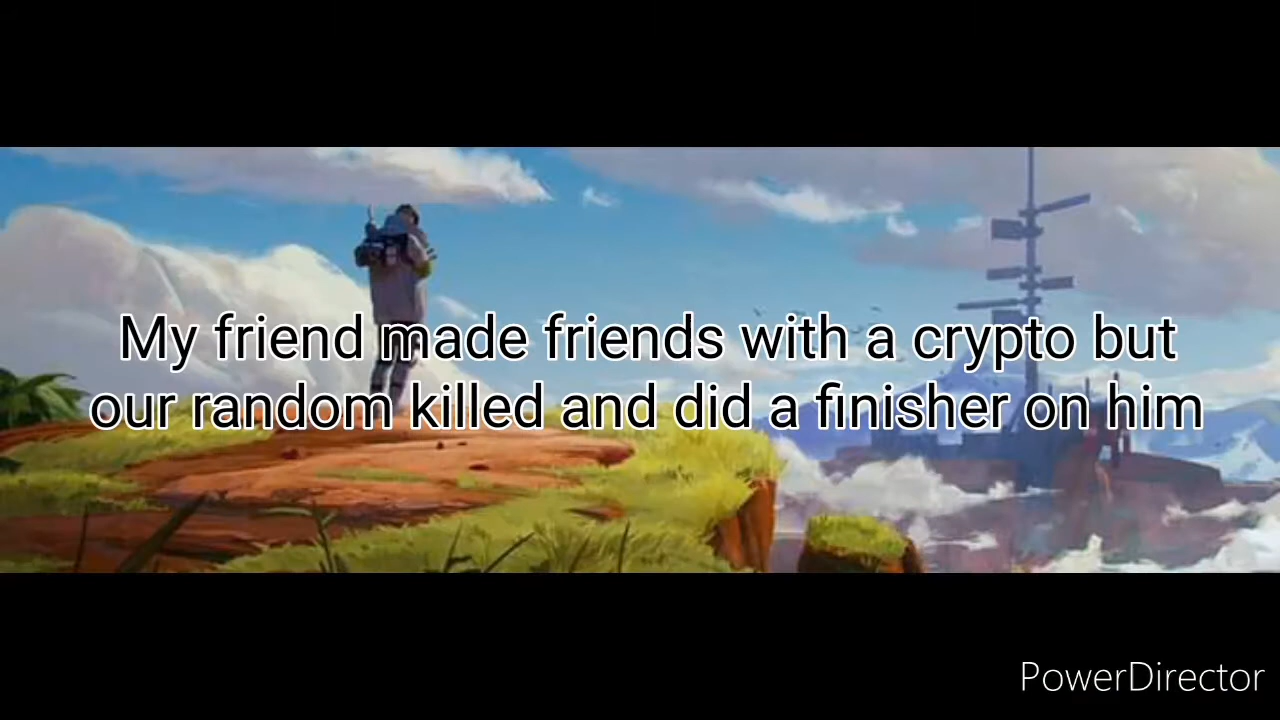 My friend made friends with a crypto but
our random killed and did a finisher on him
PowerDirector